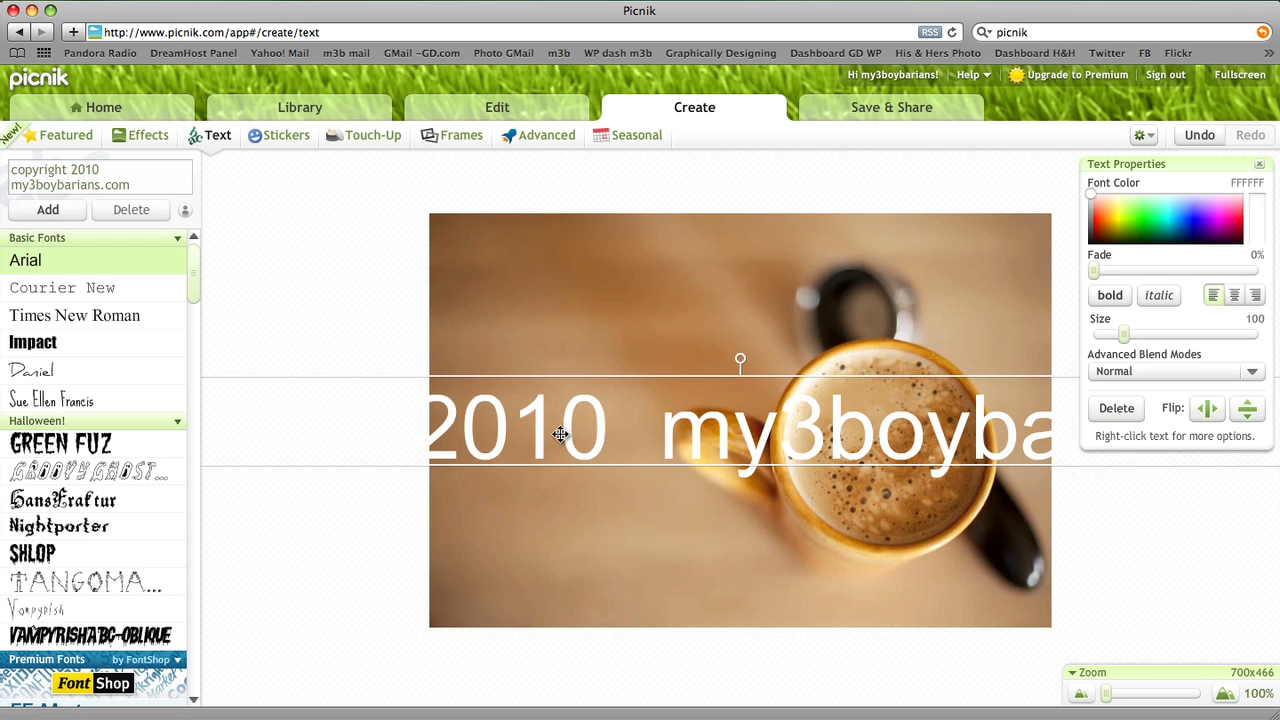 Picnik
http://www.picnik.com/app#/create/text
RSS
picnik
Pandora Radio DreamHost Panel Yahoo! Mail m3b mail GMail -GD.com Photo GMail m3b WP dash m3b Graphically Designing Dashboard GD WP His & Hers Photo Dashboard H&H Twitter FB Flickr
picnik
Hi my3boybarians! Help Upgrade to Premium Sign out Fullscreen
Home Library Edit Create Save & Share
New! Featured Effects Text Stickers Touch-Up Frames Advanced Seasonal Undo Redo
copyright 2010
my3boybarians.com
Add Delete
Basic Fonts
Arial
Courier New
Times New Roman
Impact
Daniel
Sue Ellen Francis
Halloween!
GREEN FUZ
GROOVY GHOST...
HansFraktur
Nightporter
SHLOP
TANGOMA...
Vampyrish
VAMPYRISHABC-OBLIQUE
Premium Fonts by FontShop
Font Shop
2010 my3boyba
Text Properties
Font Color FFFFFF
Fade 0%
bold italic
Size 100
Advanced Blend Modes
Normal
Delete Flip:
Right-click text for more options.
Zoom 700x466
100%